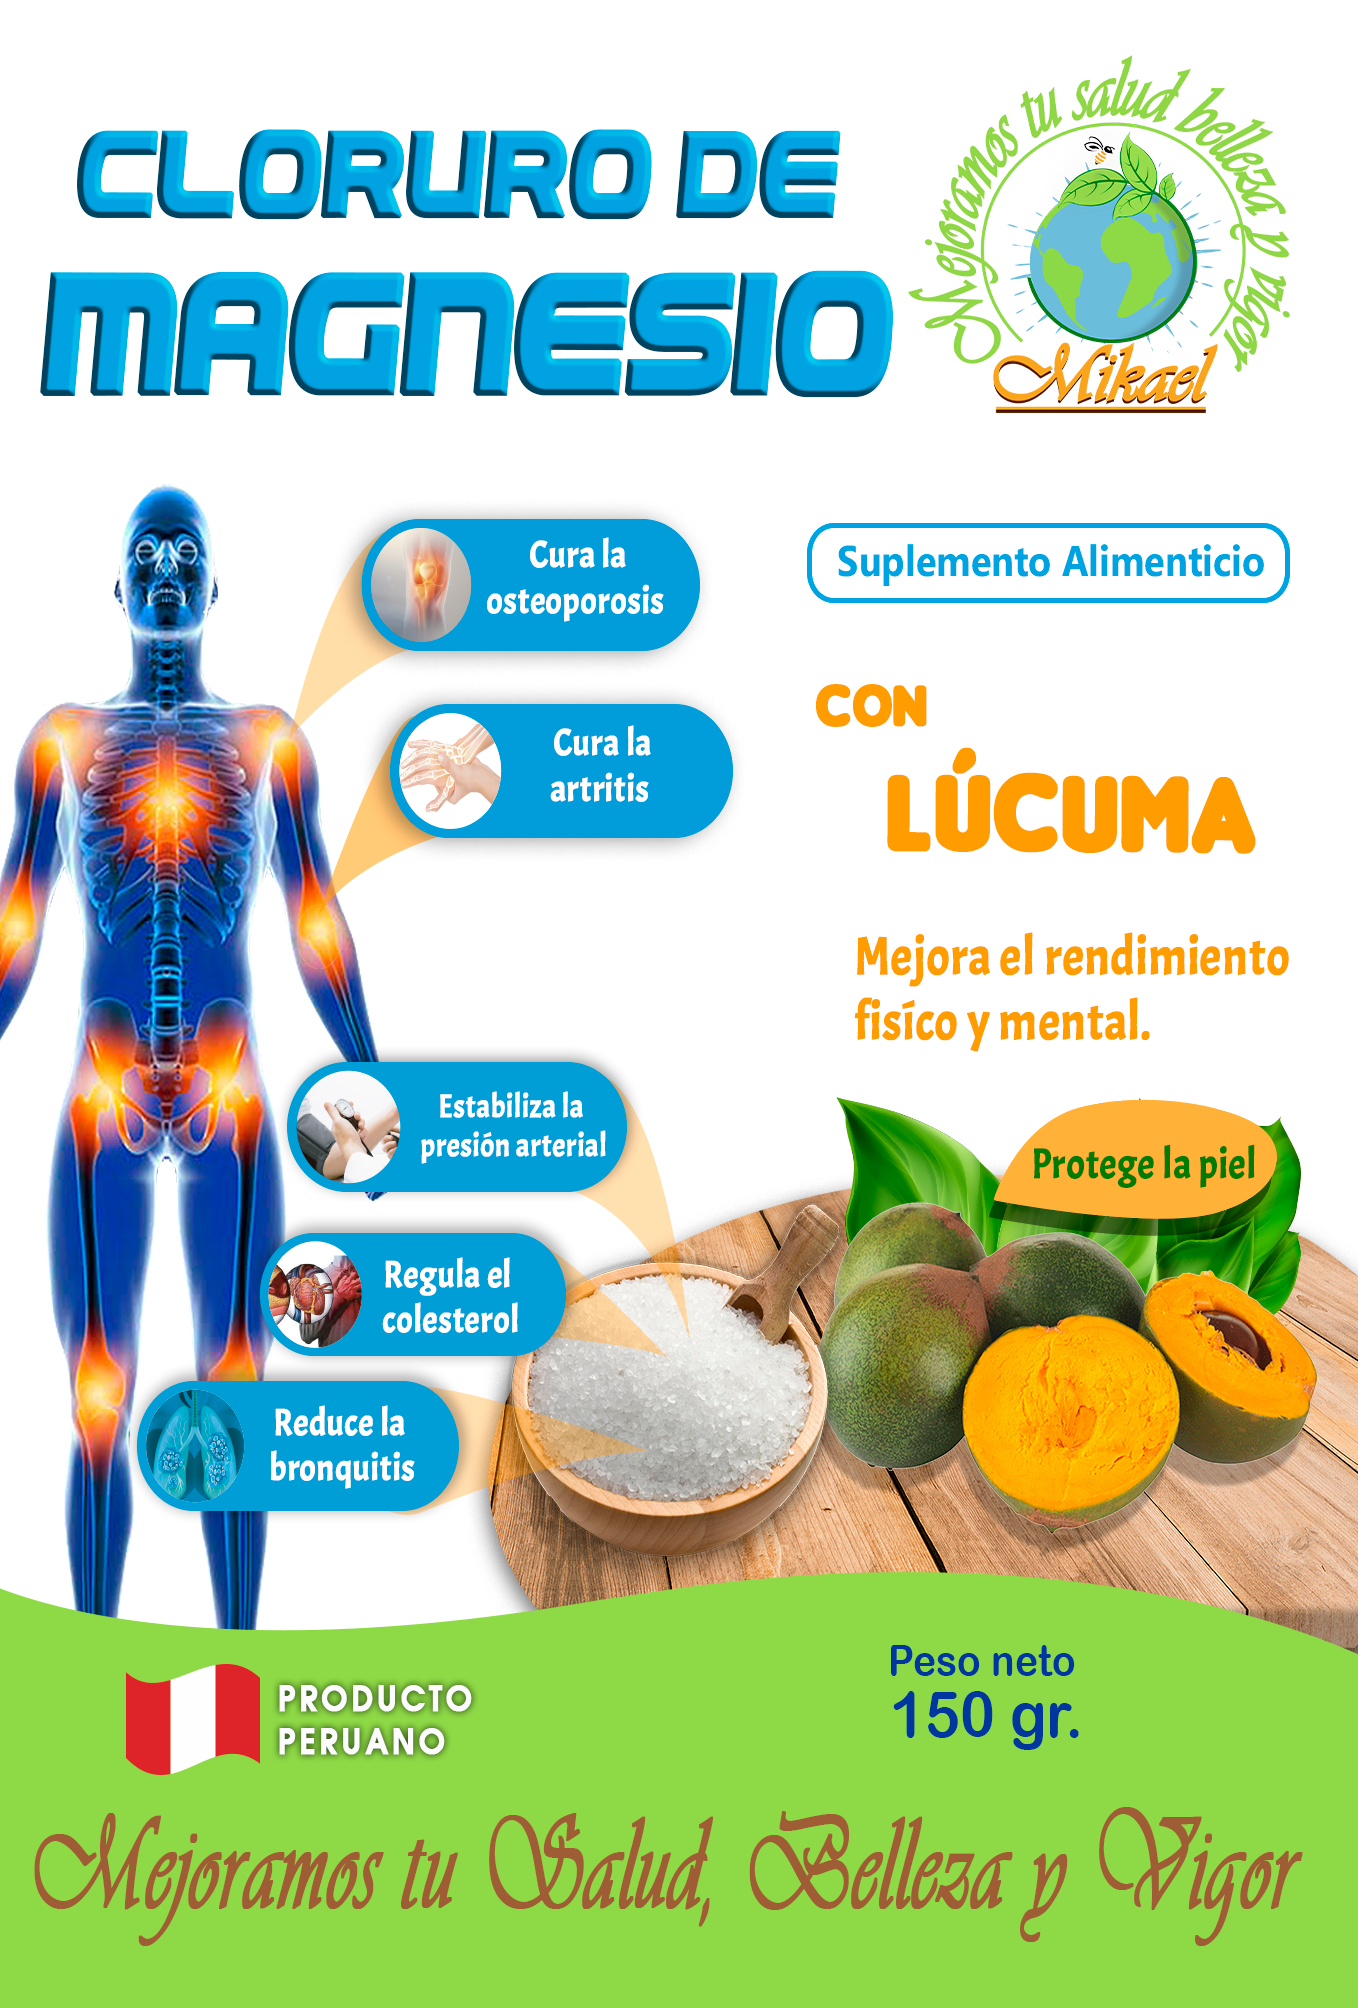 CLORURO DE
MAGNESIO
Mejoramos tu salud belleza y vigor
Mikael
Cura la
osteoporosis
Suplemento Alimenticio
Cura la
artritis
CON
LÚCUMA
Mejora el rendimiento
fisíco y mental.
Estabiliza la
presión arterial
Protege la piel
Regula el
colesterol
Reduce la
bronquitis
PRODUCTO
PERUANO
Peso neto
150 gr.
Mejoramos tu Salud, Belleza y Vigor